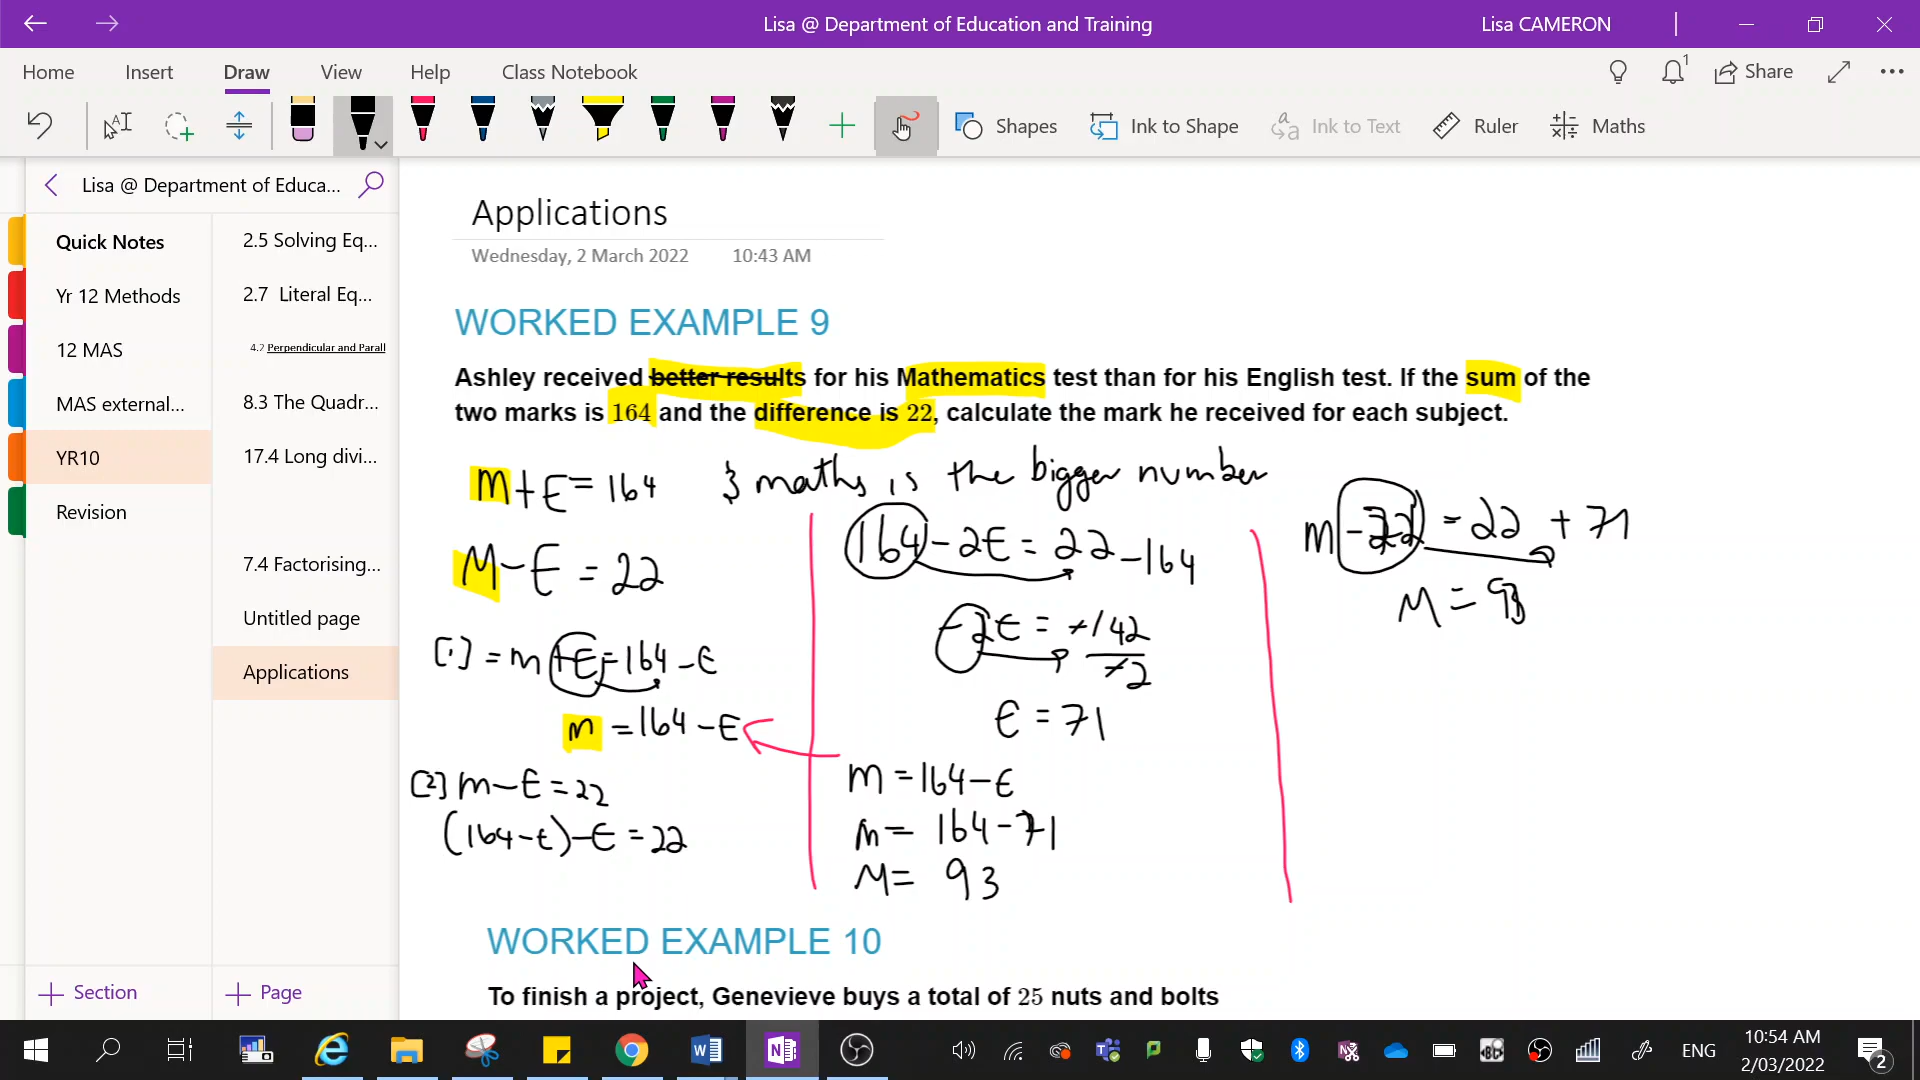 Lisa @ Department of Education and Training
Lisa CAMERON
Home Insert Draw View Help Class Notebook
1
Share
Shapes
Ink to Shape
Ink to Text
Ruler
Maths
Lisa @ Department of Educa...
Quick Notes
Yr 12 Methods
12 MAS
MAS external...
YR10
Revision
2.5 Solving Eq...
2.7 Literal Eq...
4.2 Perpendicular and Parall
8.3 The Quadr...
17.4 Long divi...
7.4 Factorising...
Untitled page
Applications
+ Section
+ Page
Applications
Wednesday, 2 March 2022 10:43 AM
WORKED EXAMPLE 9
Ashley received better results for his Mathematics test than for his English test. If the sum of the
two marks is 164 and the difference is 22, calculate the mark he received for each subject.
M+E=164 & maths is the bigger number
M-E = 22
[1] = m+E=164-E
m =164-E
[2] m-E=22
(164-E)-E=22
164-2E = 22-164
-2E = -142
-2
E = 71
m =164-E
m= 164-71
M= 93
= 22 + 71
M = 93
WORKED EXAMPLE 10
To finish a project, Genevieve buys a total of 25 nuts and bolts
ENG
10:54 AM
2/03/2022
2